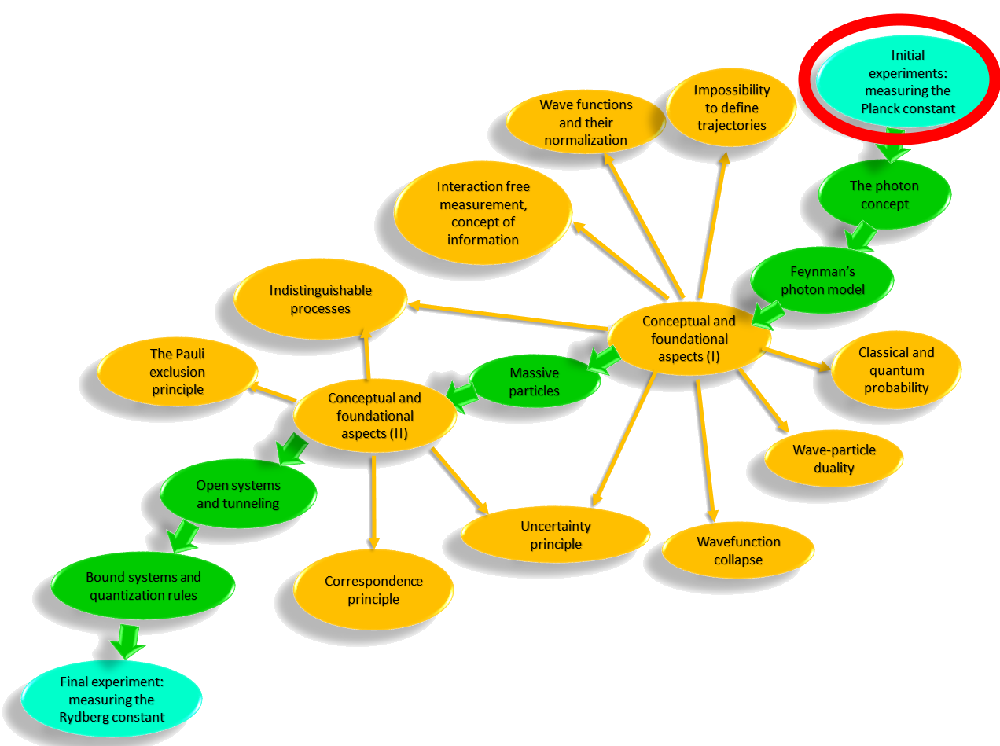 Initial
experiments:
measuring the
Planck constant
Impossibility
to define
trajectories
Wave functions
and their
normalization
The photon
concept
Interaction free
measurement,
concept of
information
Feynman’s
photon model
Indistinguishable
processes
Conceptual and
foundational
aspects (I)
Classical and
quantum
probability
The Pauli
exclusion
principle
Massive
particles
Conceptual and
foundational
aspects (II)
Wave-particle
duality
Open systems
and tunneling
Uncertainty
principle
Wavefunction
collapse
Bound systems and
quantization rules
Correspondence
principle
Final experiment:
measuring the
Rydberg constant